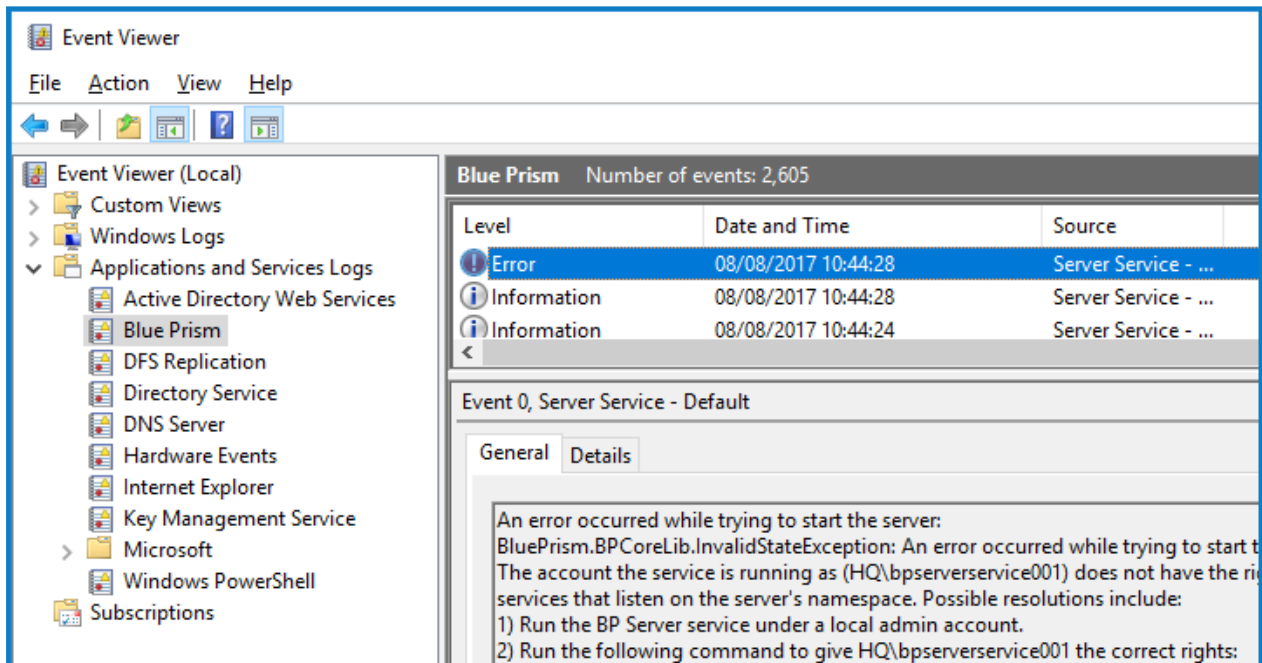 Event Viewer
File Action View Help
Event Viewer (Local)
Custom Views
Windows Logs
Applications and Services Logs
Active Directory Web Services
Blue Prism
DFS Replication
Directory Service
DNS Server
Hardware Events
Internet Explorer
Key Management Service
Microsoft
Windows PowerShell
Subscriptions
Blue Prism Number of events: 2,605
Level Date and Time Source
Error 08/08/2017 10:44:28 Server Service - ...
Information 08/08/2017 10:44:28 Server Service - ...
Information 08/08/2017 10:44:24 Server Service - ...
Event 0, Server Service - Default
General Details
An error occurred while trying to start the server:
BluePrism.BPCoreLib.InvalidStateException: An error occurred while trying to start
The account the service is running as (HQ\bpserverservice001) does not have the
services that listen on the server's namespace. Possible resolutions include:
1) Run the BP Server service under a local admin account.
2) Run the following command to give HQ\bpserverservice001 the correct rights: